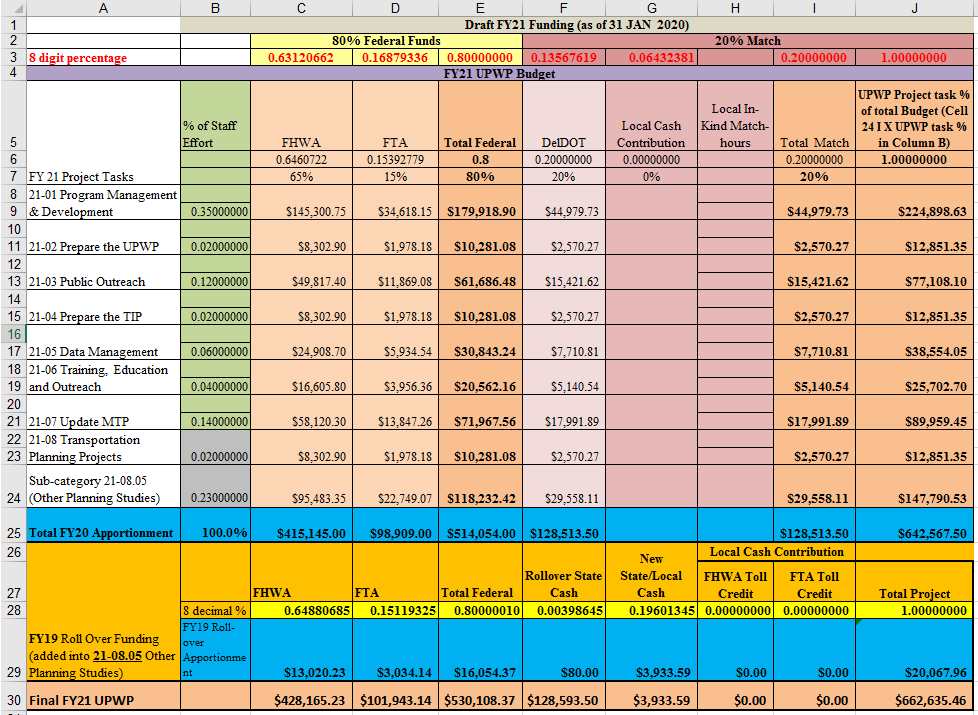 A B C D E F G H I J
1 Draft FY21 Funding (as of 31 JAN 2020)
2 80% Federal Funds 20% Match
3 8 digit percentage 0.63120662 0.16879336 0.80000000 0.13567619 0.06432381 0.20000000 1.00000000
4 FY21 UPWP Budget
UPWP Project task %
of total Budget (Cell
24 I X UPWP task %
in Column B)
% of Staff
Effort
Local Cash
Contribution
Local In-
Kind Match-
hours
5 FHWA FTA Total Federal DelDOT Total Match
6 0.6460722 0.15392779 0.8 0.20000000 0.00000000 0.20000000 1.00000000
7 FY 21 Project Tasks 65% 15% 80% 20% 0% 20%
8 21-01 Program Management
9 & Development 0.35000000 $145,300.75 $34,618.15 $179,918.90 $44,979.73 $44,979.73 $224,898.63
10
11 21-02 Prepare the UPWP 0.02000000 $8,302.90 $1,978.18 $10,281.08 $2,570.27 $2,570.27 $12,851.35
12
13 21-03 Public Outreach 0.12000000 $49,817.40 $11,869.08 $61,686.48 $15,421.62 $15,421.62 $77,108.10
14
15 21-04 Prepare the TIP 0.02000000 $8,302.90 $1,978.18 $10,281.08 $2,570.27 $2,570.27 $12,851.35
16
17 21-05 Data Management 0.06000000 $24,908.70 $5,934.54 $30,843.24 $7,710.81 $7,710.81 $38,554.05
18 21-06 Training, Education
19 and Outreach 0.04000000 $16,605.80 $3,956.36 $20,562.16 $5,140.54 $5,140.54 $25,702.70
20
21 21-07 Update MTP 0.14000000 $58,120.30 $13,847.26 $71,967.56 $17,991.89 $17,991.89 $89,959.45
22 21-08 Transportation
23 Planning Projects 0.02000000 $8,302.90 $1,978.18 $10,281.08 $2,570.27 $2,570.27 $12,851.35
Sub-category 21-08.05
24 (Other Planning Studies) 0.23000000 $95,483.35 $22,749.07 $118,232.42 $29,558.11 $29,558.11 $147,790.53
25 Total FY20 Apportionment 100.0% $415,145.00 $98,909.00 $514,054.00 $128,513.50 $128,513.50 $642,567.50
26 Local Cash Contribution
27 FHWA FTA Total Federal
Rollover State
Cash
New
State/Local
Cash
FHWA Toll
Credit
FTA Toll
Credit
Total Project
28 8 decimal % 0.64880685 0.15119325 0.80000010 0.00398645 0.19601345 0.00000000 0.00000000 1.00000000
FY19 Roll Over Funding
(added into 21-08.05 Other
Planning Studies)
FY19 Roll-
over
Apportionme
nt
29 $13,020.23 $3,034.14 $16,054.37 $80.00 $3,933.59 $0.00 $0.00 $20,067.96
30 Final FY21 UPWP $428,165.23 $101,943.14 $530,108.37 $128,593.50 $3,933.59 $0.00 $0.00 $662,635.46